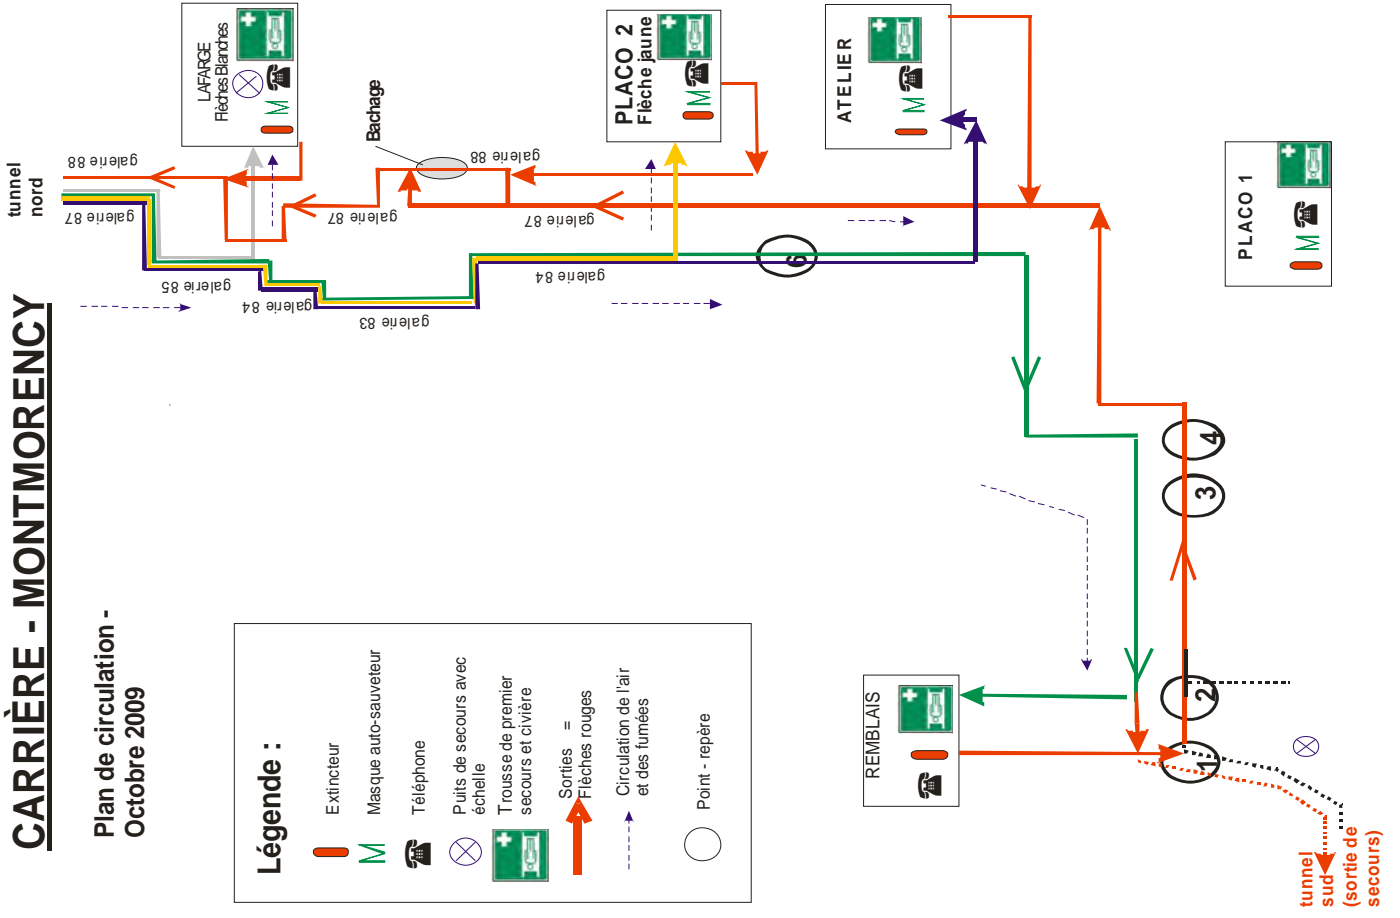 CARRIÈRE - MONTMORENCY
Plan de circulation -
Octobre 2009
Légende :
Extincteur
M
Masque auto-sauveteur
Téléphone
Puits de secours avec
échelle
Trousse de premier
secours et civière
Sorties =
Flèches rouges
Circulation de l'air
et des fumées
Point - repère
tunnel
nord
galerie 88
galerie 87
LAFARGE
Flèches Blanches
M
galerie 85
galerie 84
galerie 83
galerie 87
Bachage
galerie 88
galerie 87
galerie 84
PLACO 2
Flèche jaune
M
6
ATELIER
M
PLACO 1
M
4
3
2
1
REMBLAIS
tunnel
sud
(sortie de
secours)